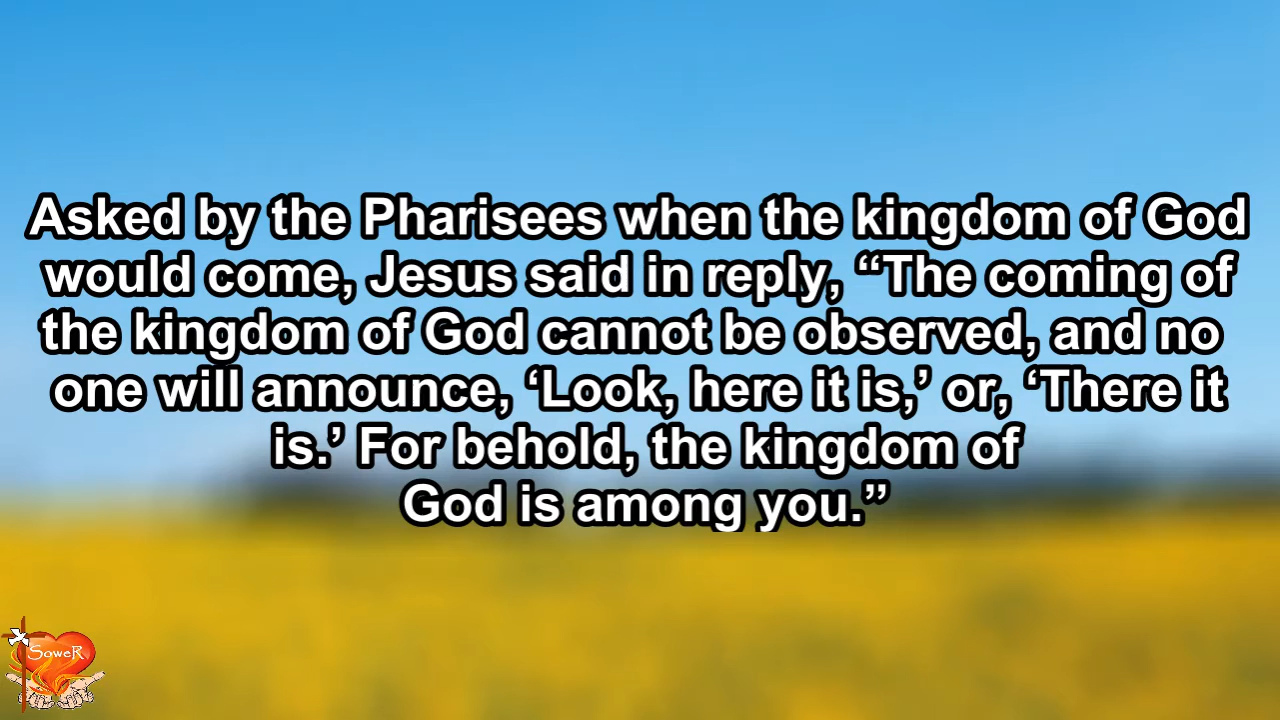 Asked by the Pharisees when the kingdom of God
would come, Jesus said in reply, “The coming of
the kingdom of God cannot be observed, and no
one will announce, ‘Look, here it is,’ or, ‘There it
is.’ For behold, the kingdom of
God is among you.”
SoweR